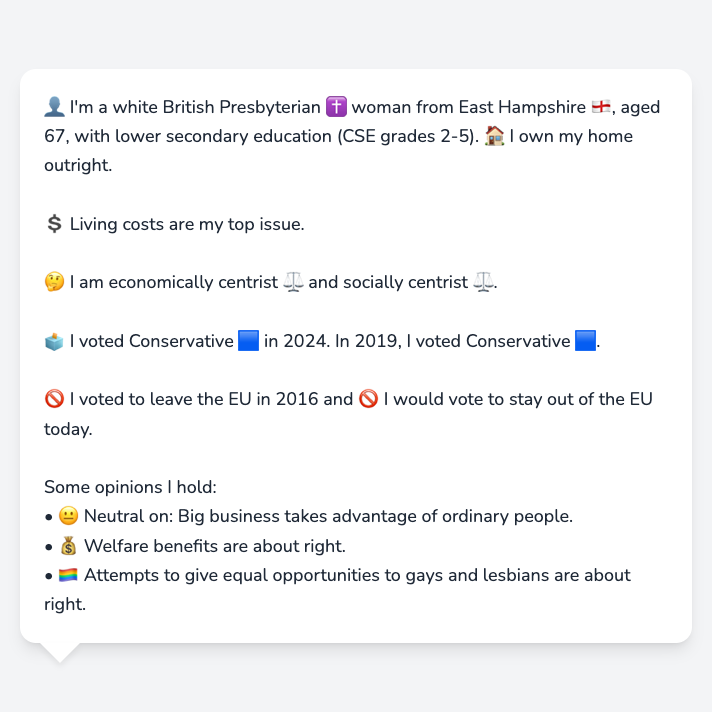 👤 I'm a white British Presbyterian ✝️ woman from East Hampshire 🏴󠁧󠁢󠁥󠁮󠁧󠁿, aged
67, with lower secondary education (CSE grades 2-5). 🏠 I own my home
outright.
💲 Living costs are my top issue.
🤔 I am economically centrist ⚖️ and socially centrist ⚖️.
🗳️ I voted Conservative 🟦 in 2024. In 2019, I voted Conservative 🟦.
🚫 I voted to leave the EU in 2016 and 🚫 I would vote to stay out of the EU
today.
Some opinions I hold:
• 😐 Neutral on: Big business takes advantage of ordinary people.
• 💰 Welfare benefits are about right.
• 🏳️‍🌈 Attempts to give equal opportunities to gays and lesbians are about
right.